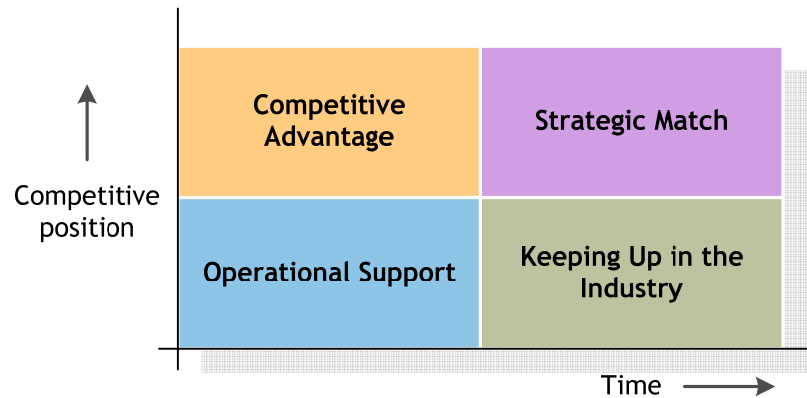 Competitive
Advantage
Strategic Match
Competitive
position
Operational Support
Keeping Up in the
Industry
Time